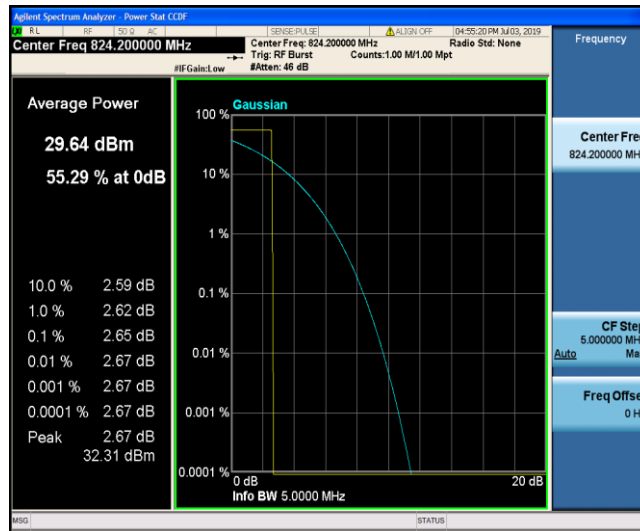 Agilent Spectrum Analyzer - Power Stat CCDF
RL RF 50 Ω AC SENSE:PULSE ALIGN OFF 04:55:20 PM Jul 03, 2019
Center Freq 824.200000 MHz
Center Freq: 824.200000 MHz Radio Std: None
Trig: RF Burst Counts:1.00 M/1.00 Mpt
#IFGain:Low #Atten: 46 dB
Frequency
Average Power
29.64 dBm
55.29 % at 0dB
10.0 % 2.59 dB
1.0 % 2.62 dB
0.1 % 2.65 dB
0.01 % 2.67 dB
0.001 % 2.67 dB
0.0001 % 2.67 dB
Peak 2.67 dB
32.31 dBm
Gaussian
100 %
10 %
1 %
0.1 %
0.01 %
0.001 %
0.0001 %
0 dB 20 dB
Info BW 5.0000 MHz
Center Fre
824.200000 MH
CF Step
5.000000 MH
Auto Ma
Freq Offse
0 H
MSG STATUS